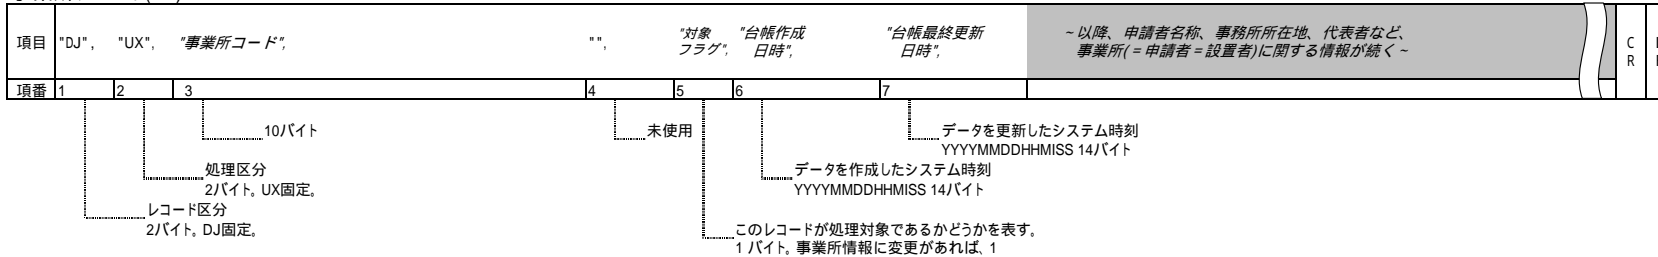 項目 "DJ", "UX", "事業所コード", "", "対象 "台帳作成 "台帳最終更新 ~以降、申請者名称、事務所所在地、代表者など、 C
フラグ", 日時", 日時", 事業所(=申請者=設置者)に関する情報が続く~ R
項番 1 2 3 4 5 6 7
10バイト 未使用 データを更新したシステム時刻
YYYYMMDDHHMISS 14バイト
処理区分 データを作成したシステム時刻
2バイト。UX固定。 YYYYMMDDHHMISS 14バイト
レコード区分
2バイト。DJ固定。 このレコードが処理対象であるかどうかを表す。
1 バイト。事業所情報に変更があれば、1